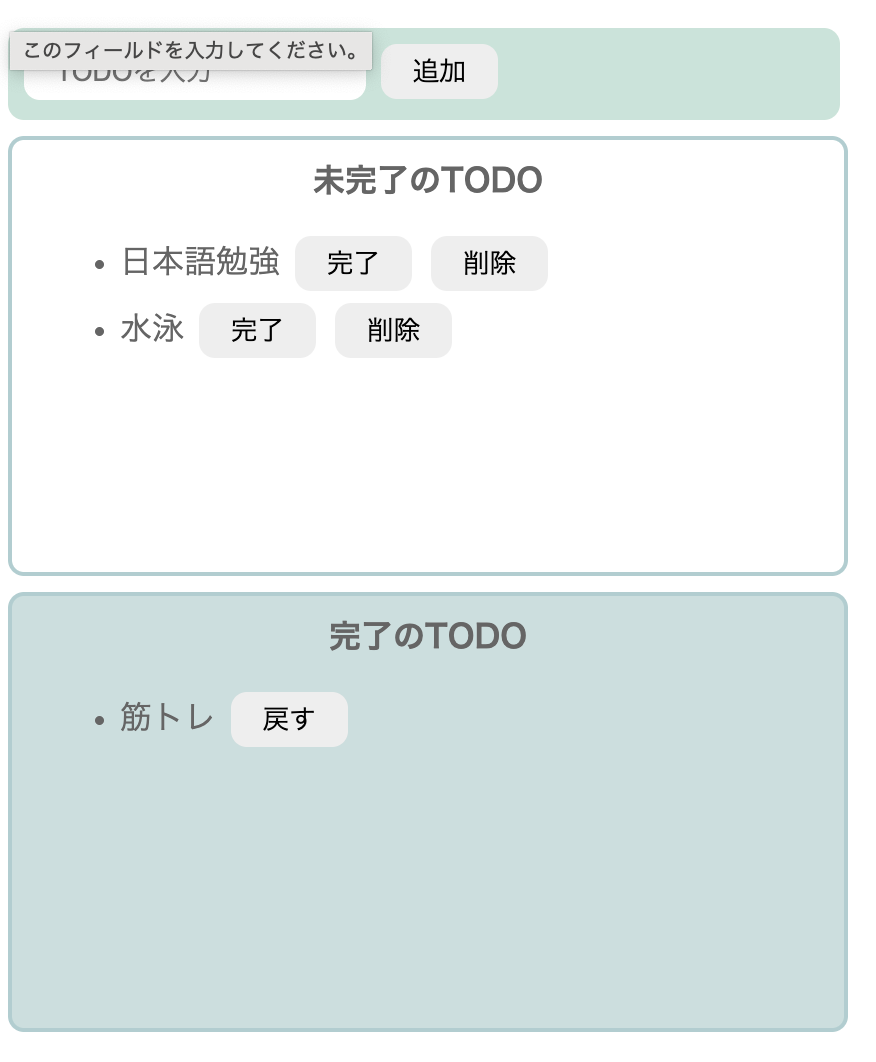 このフィールドを入力してください。
TODOを入力
追加
未完了のTODO
日本語勉強 完了 削除
水泳 完了 削除
完了のTODO
筋トレ 戻す